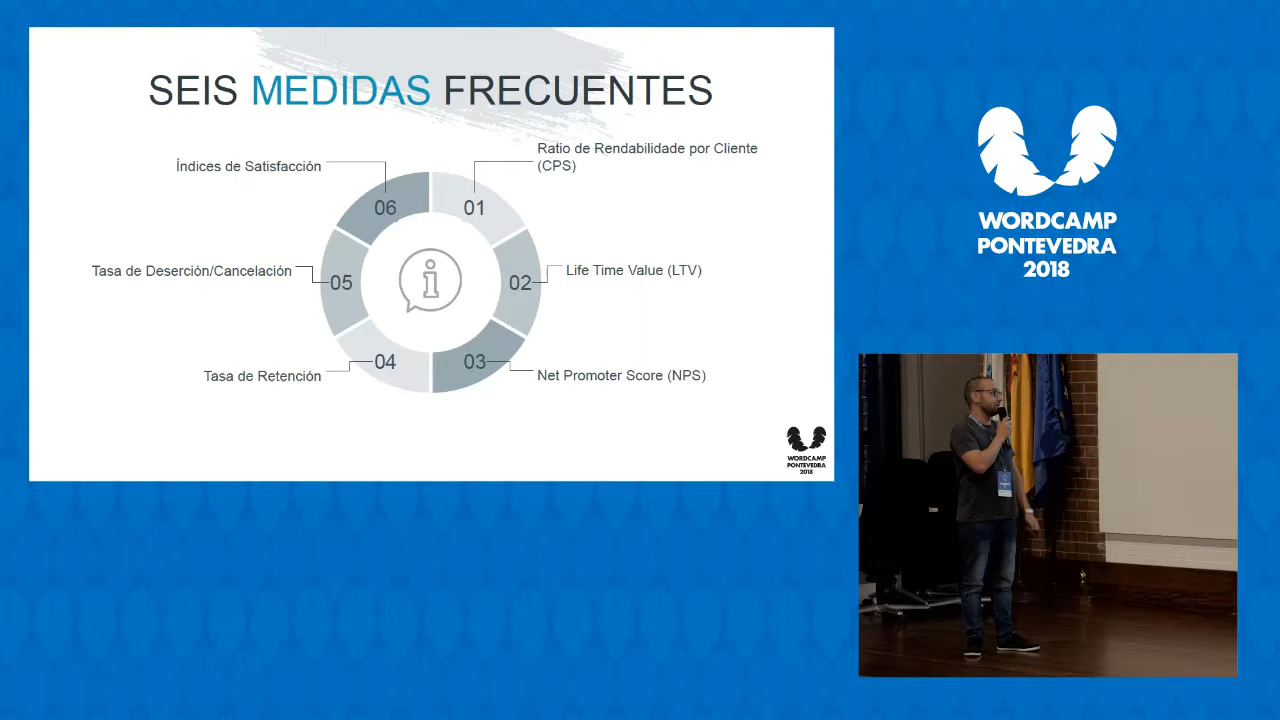 SEIS MEDIDAS FRECUENTES
Ratio de Rendabilidade por Cliente
(CPS)
01
Life Time Value (LTV)
02
Net Promoter Score (NPS)
03
Tasa de Retención
04
Tasa de Deserción/Cancelación
05
Índices de Satisfacción
06
WORDCAMP
PONTEVEDRA
2018
WORDCAMP
PONTEVEDRA
2018